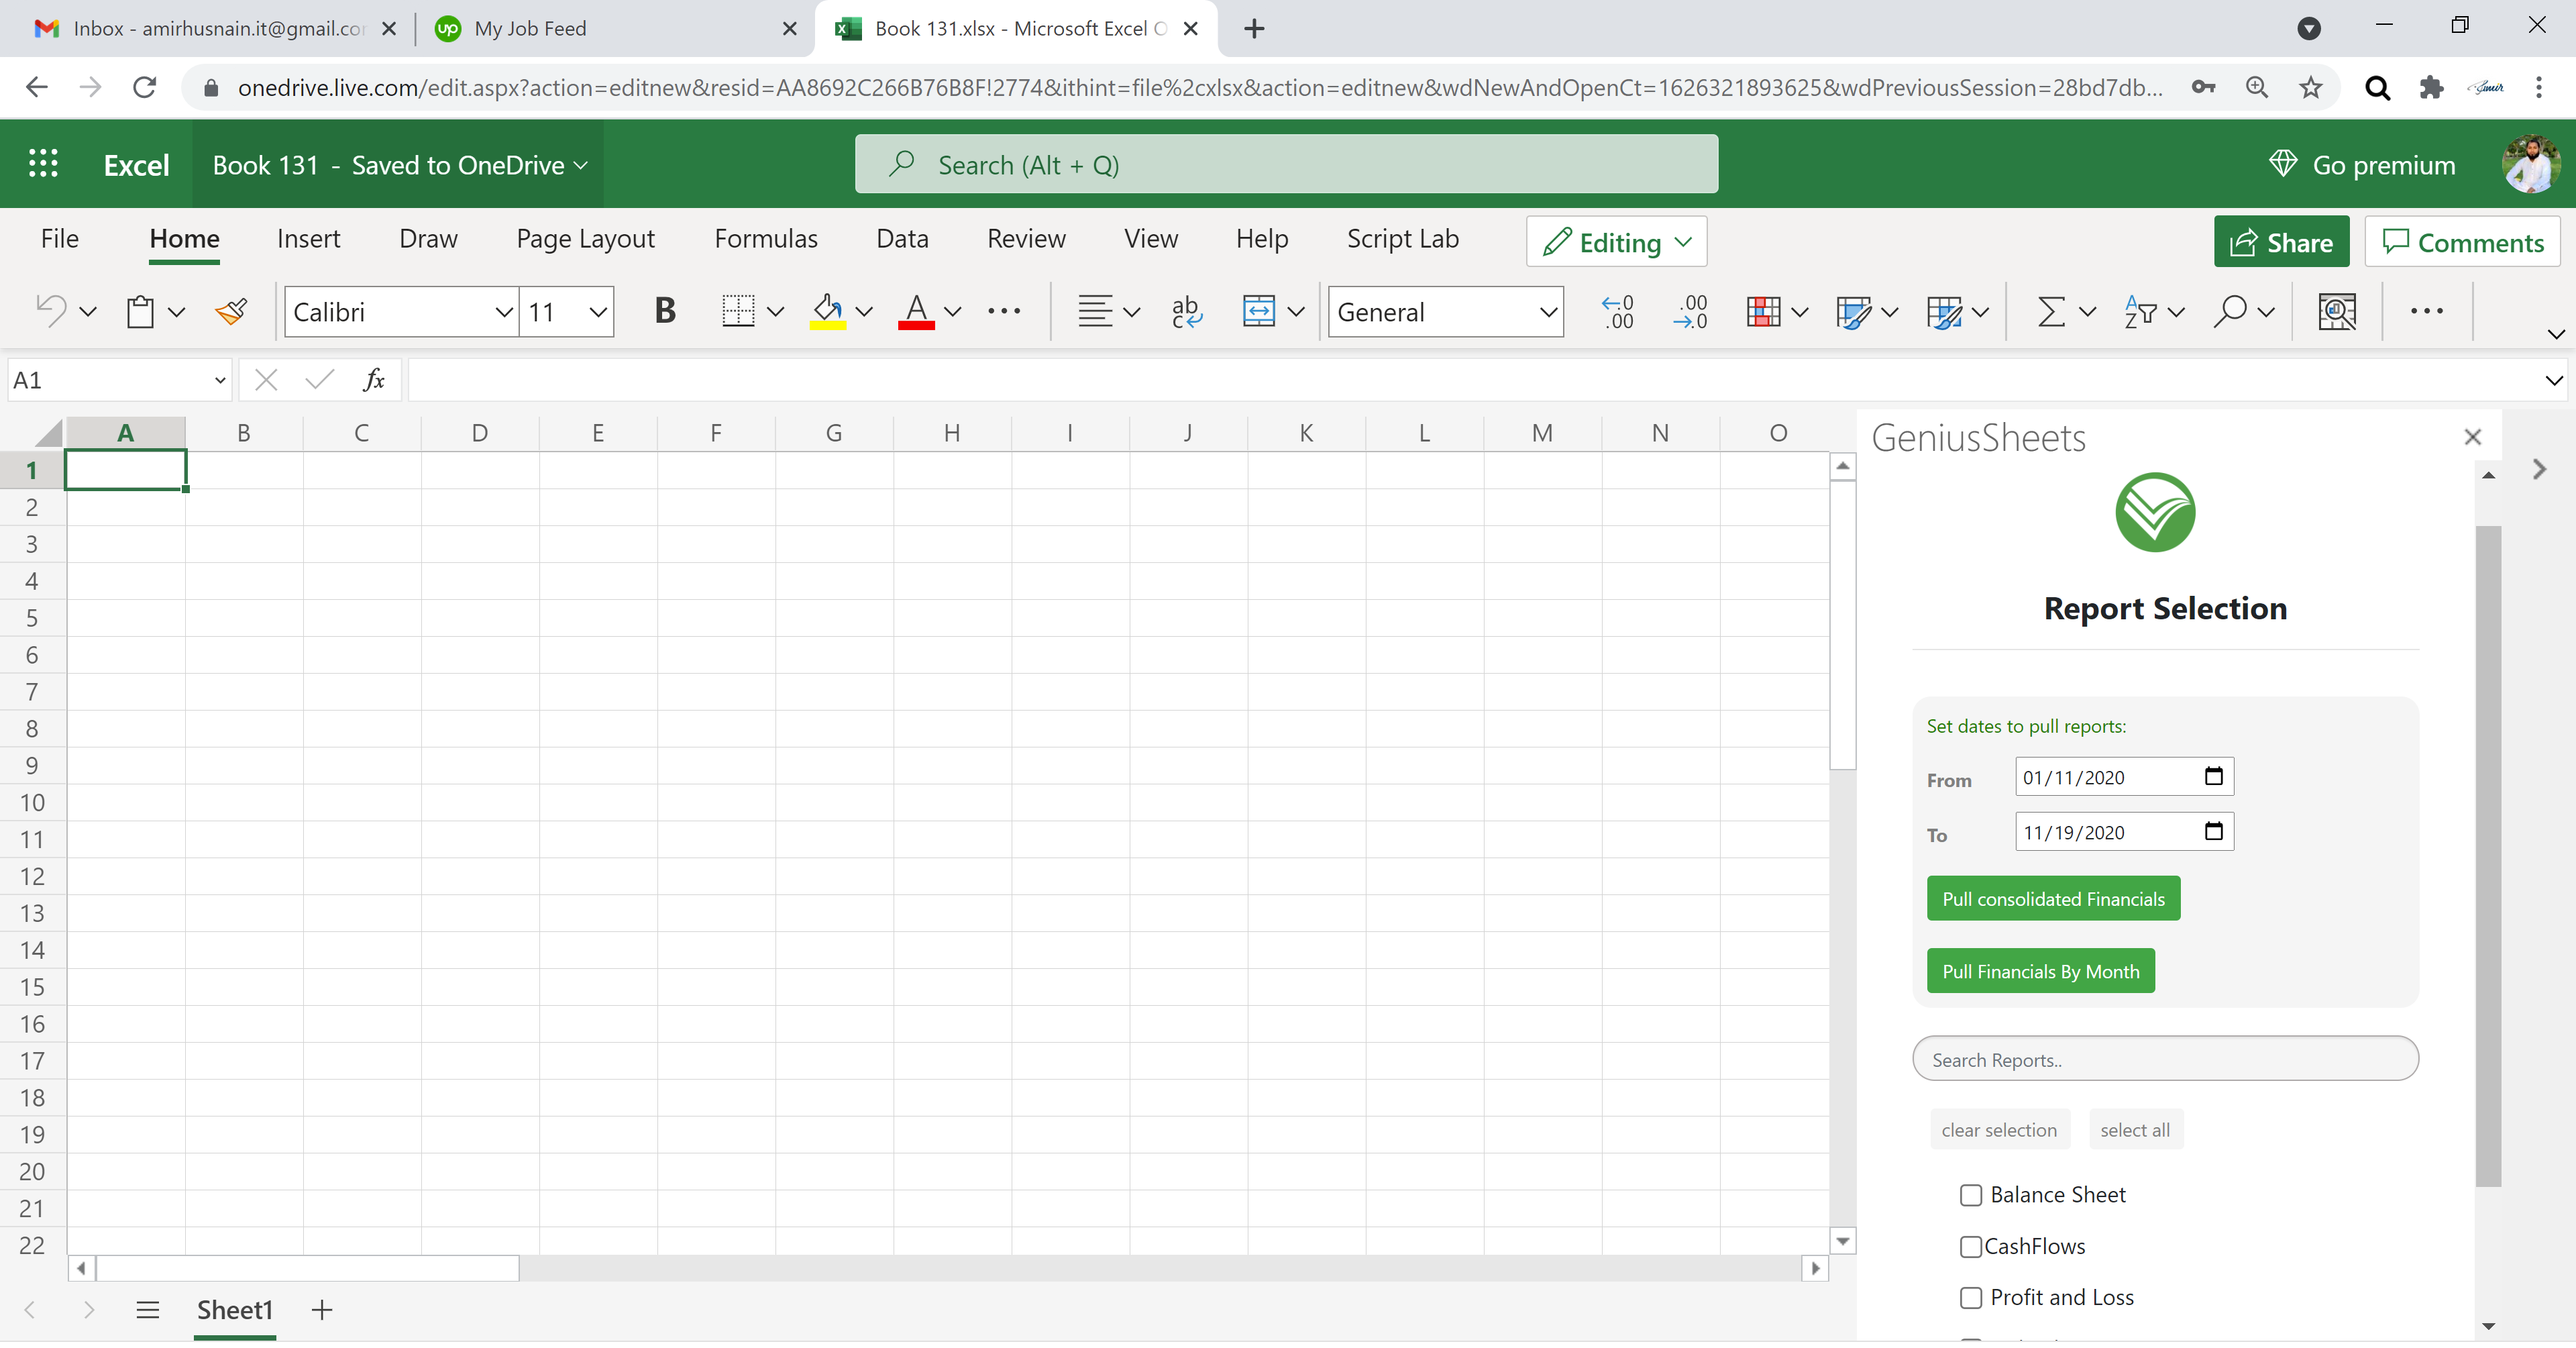 Inbox - amirhusnain.it@gmail.co
My Job Feed
Book 131.xlsx - Microsoft Excel O
onedrive.live.com/edit.aspx?action=editnew&resid=AA8692C266B76B8F!2774&ithint=file%2cxlsx&action=editnew&wdNewAndOpenCt=1626321893625&wdPreviousSession=28bd7db...
Excel
Book 131 - Saved to OneDrive
Search (Alt + Q)
Go premium
File Home Insert Draw Page Layout Formulas Data Review View Help Script Lab Editing Share Comments
Calibri 11 B A ab c General .0 .00 .00 .0 A Z
A1 fx
A B C D E F G H I J K L M N O
1
2
3
4
5
6
7
8
9
10
11
12
13
14
15
16
17
18
19
20
21
22
Sheet1
GeniusSheets
Report Selection
Set dates to pull reports:
From 01/11/2020
To 11/19/2020
Pull consolidated Financials
Pull Financials By Month
Search Reports..
clear selection select all
Balance Sheet
CashFlows
Profit and Loss